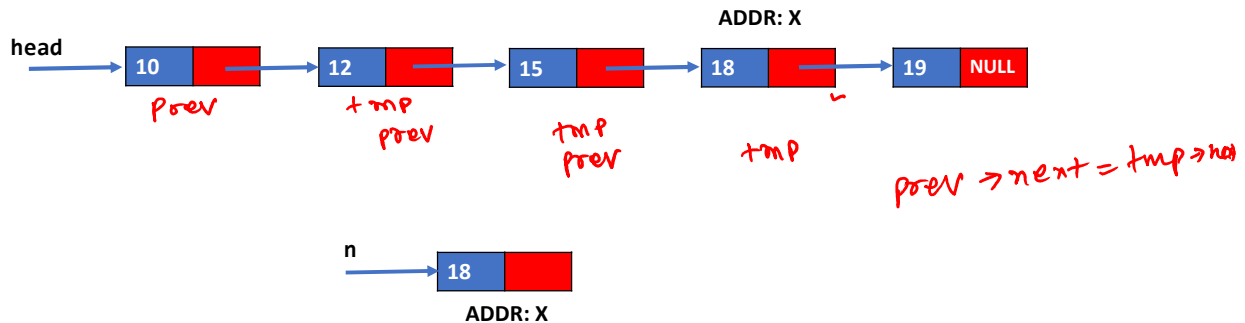 ADDR: X
head
10 12 15 18 19 NULL
prev tmp
prev tmp
prev tmp
prev → next = tmp → next
n
18
ADDR: X